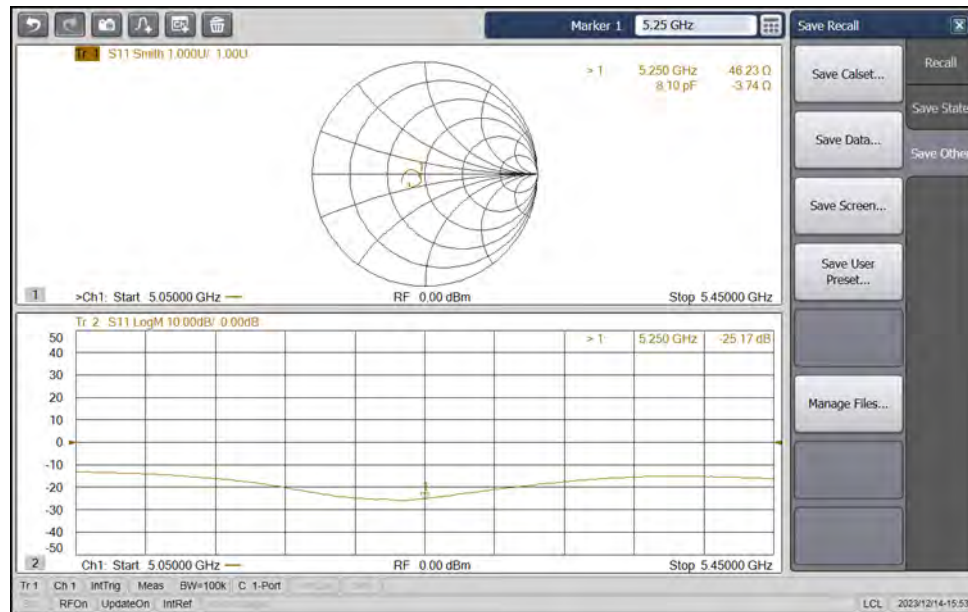 Marker 1 5.25 GHz
Save Recall X
Tr 1 S11 Smith 1.000U/ 1.00U
> 1 5.250 GHz 46.23 Ω
8.10 pF -3.74 Ω
1
1 >Ch1: Start 5.05000 GHz — RF 0.00 dBm Stop 5.45000 GHz
Tr 2 S11 LogM 10.00dB/ 0.00dB
> 1 5.250 GHz -25.17 dB
50
40
30
20
10
0
-10
-20
-30
-40
-50
1
2 Ch1: Start 5.05000 GHz — RF 0.00 dBm Stop 5.45000 GHz
Save Calset...
Save Data...
Save Screen...
Save User
Preset...
Manage Files...
Recall
Save State
Save Other
Tr 1 Ch 1 IntTrig Meas BW=100k C 1-Port
RFOn UpdateOn IntRef LCL 2023/12/14-15:53